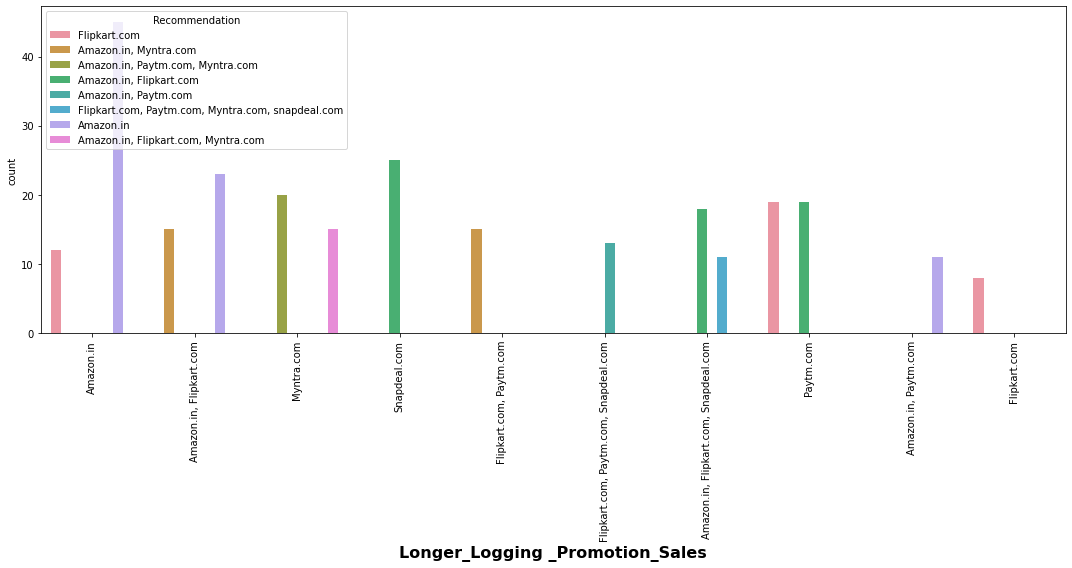 Recommendation
Flipkart.com
Amazon.in, Myntra.com
Amazon.in, Paytm.com, Myntra.com
Amazon.in, Flipkart.com
Amazon.in, Paytm.com
Flipkart.com, Paytm.com, Myntra.com, snapdeal.com
Amazon.in
Amazon.in, Flipkart.com, Myntra.com
count
40
30
20
10
0
Amazon.in
Amazon.in, Flipkart.com
Myntra.com
Snapdeal.com
Flipkart.com, Paytm.com
Flipkart.com, Paytm.com, Snapdeal.com
Amazon.in, Flipkart.com, Snapdeal.com
Paytm.com
Amazon.in, Paytm.com
Flipkart.com
Longer_Logging _Promotion_Sales